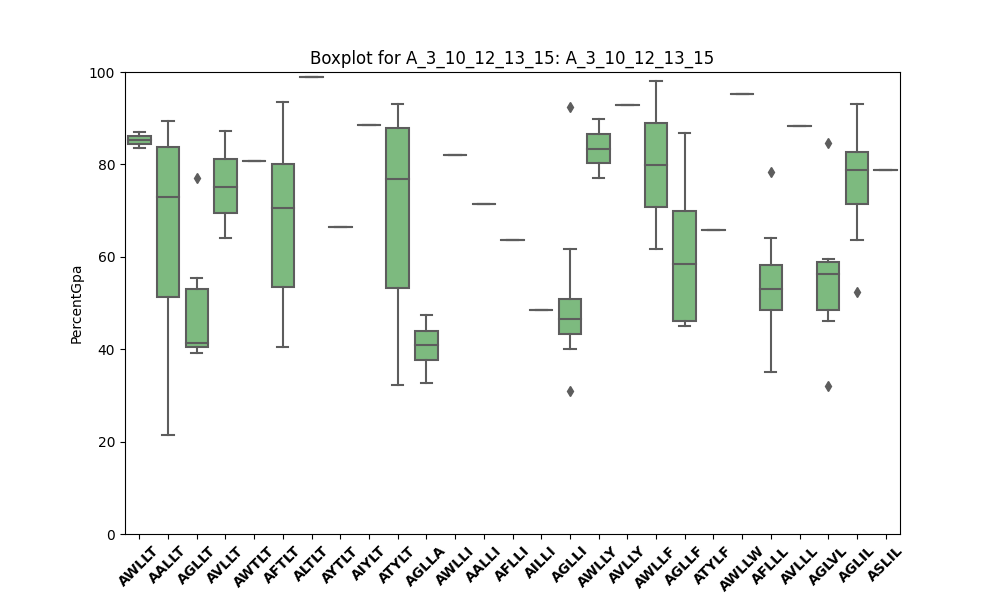 Boxplot for A_3_10_12_13_15: A_3_10_12_13_15
PercentGpa
100
80
60
40
20
0
AWLLT
AALLT
AGLLT
AVLLT
AWTLT
AFTLT
ALTLT
AYTLT
AIYLT
ATYLT
AGLLA
AWLLI
AALLI
AFLLI
AILLI
AGLLI
AWLLY
AVLLY
AWLLF
AGLLF
ATYLF
AWLLW
AFLLL
AVLLL
AGLVL
AGLIL
ASLIL